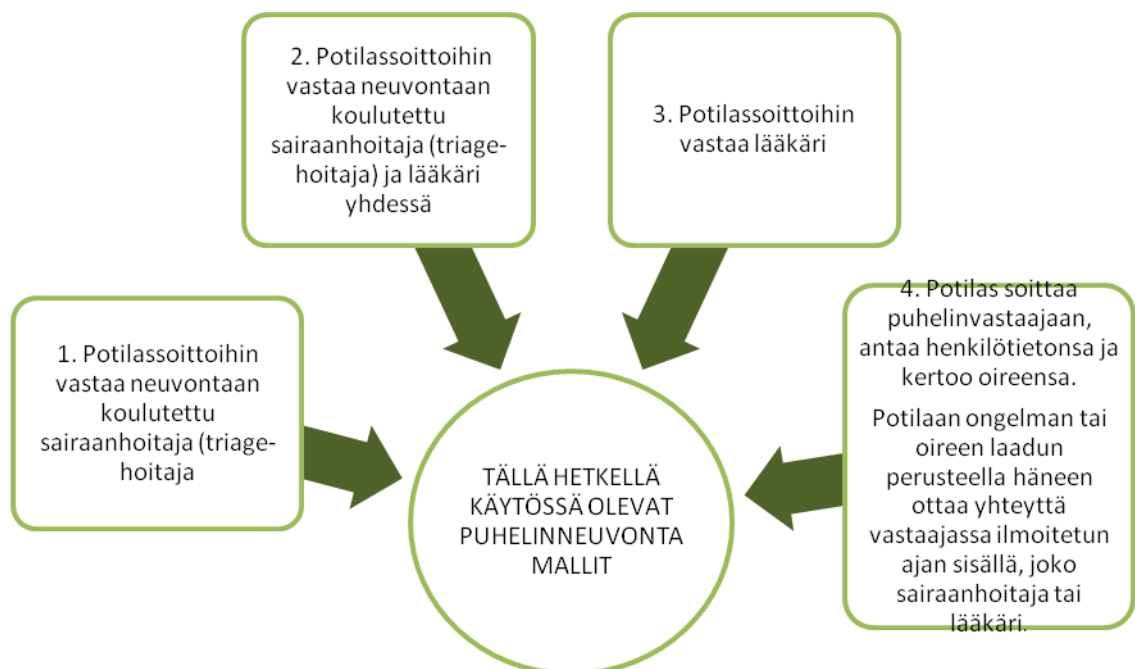 1. Potilassoittoihin
vastaa neuvontaan
koulutettu
sairaanhoitaja (triage-
hoitaja
2. Potilassoittoihin
vastaa neuvontaan
koulutettu
sairaanhoitaja (triage-
hoitaja) ja lääkäri
yhdessä
3. Potilassoittoihin
vastaa lääkäri
4. Potilas soittaa
puhelinvastaajaan,
antaa henkilötietonsa ja
kertoo oireensa.
Potilaan ongelman tai
oireen laadun
perusteella häneen
ottaa yhteyttä
vastaajassa ilmoitetun
ajan sisällä, joko
sairaanhoitaja tai
lääkäri.
TÄLLÄ HETKELLÄ
KÄYTÖSSÄ OLEVAT
PUHELINNEUVONTA
MALLIT